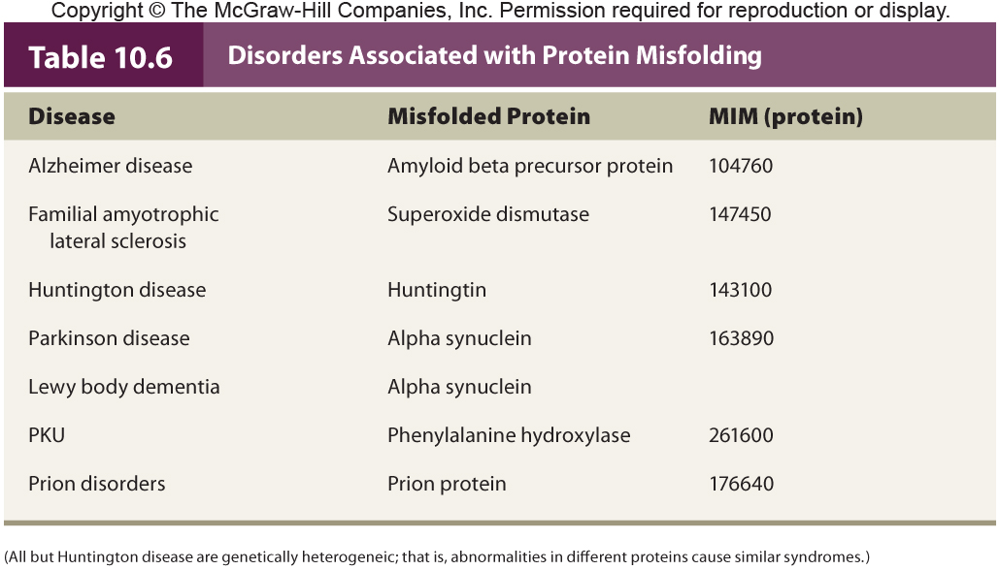 Copyright © The McGraw-Hill Companies, Inc. Permission required for reproduction or display.
Table 10.6 Disorders Associated with Protein Misfolding
Disease Misfolded Protein MIM (protein)
Alzheimer disease Amyloid beta precursor protein 104760
Familial amyotrophic Superoxide dismutase 147450
lateral sclerosis
Huntington disease Huntingtin 143100
Parkinson disease Alpha synuclein 163890
Lewy body dementia Alpha synuclein
PKU Phenylalanine hydroxylase 261600
Prion disorders Prion protein 176640
(All but Huntington disease are genetically heterogeneic; that is, abnormalities in different proteins cause similar syndromes.)